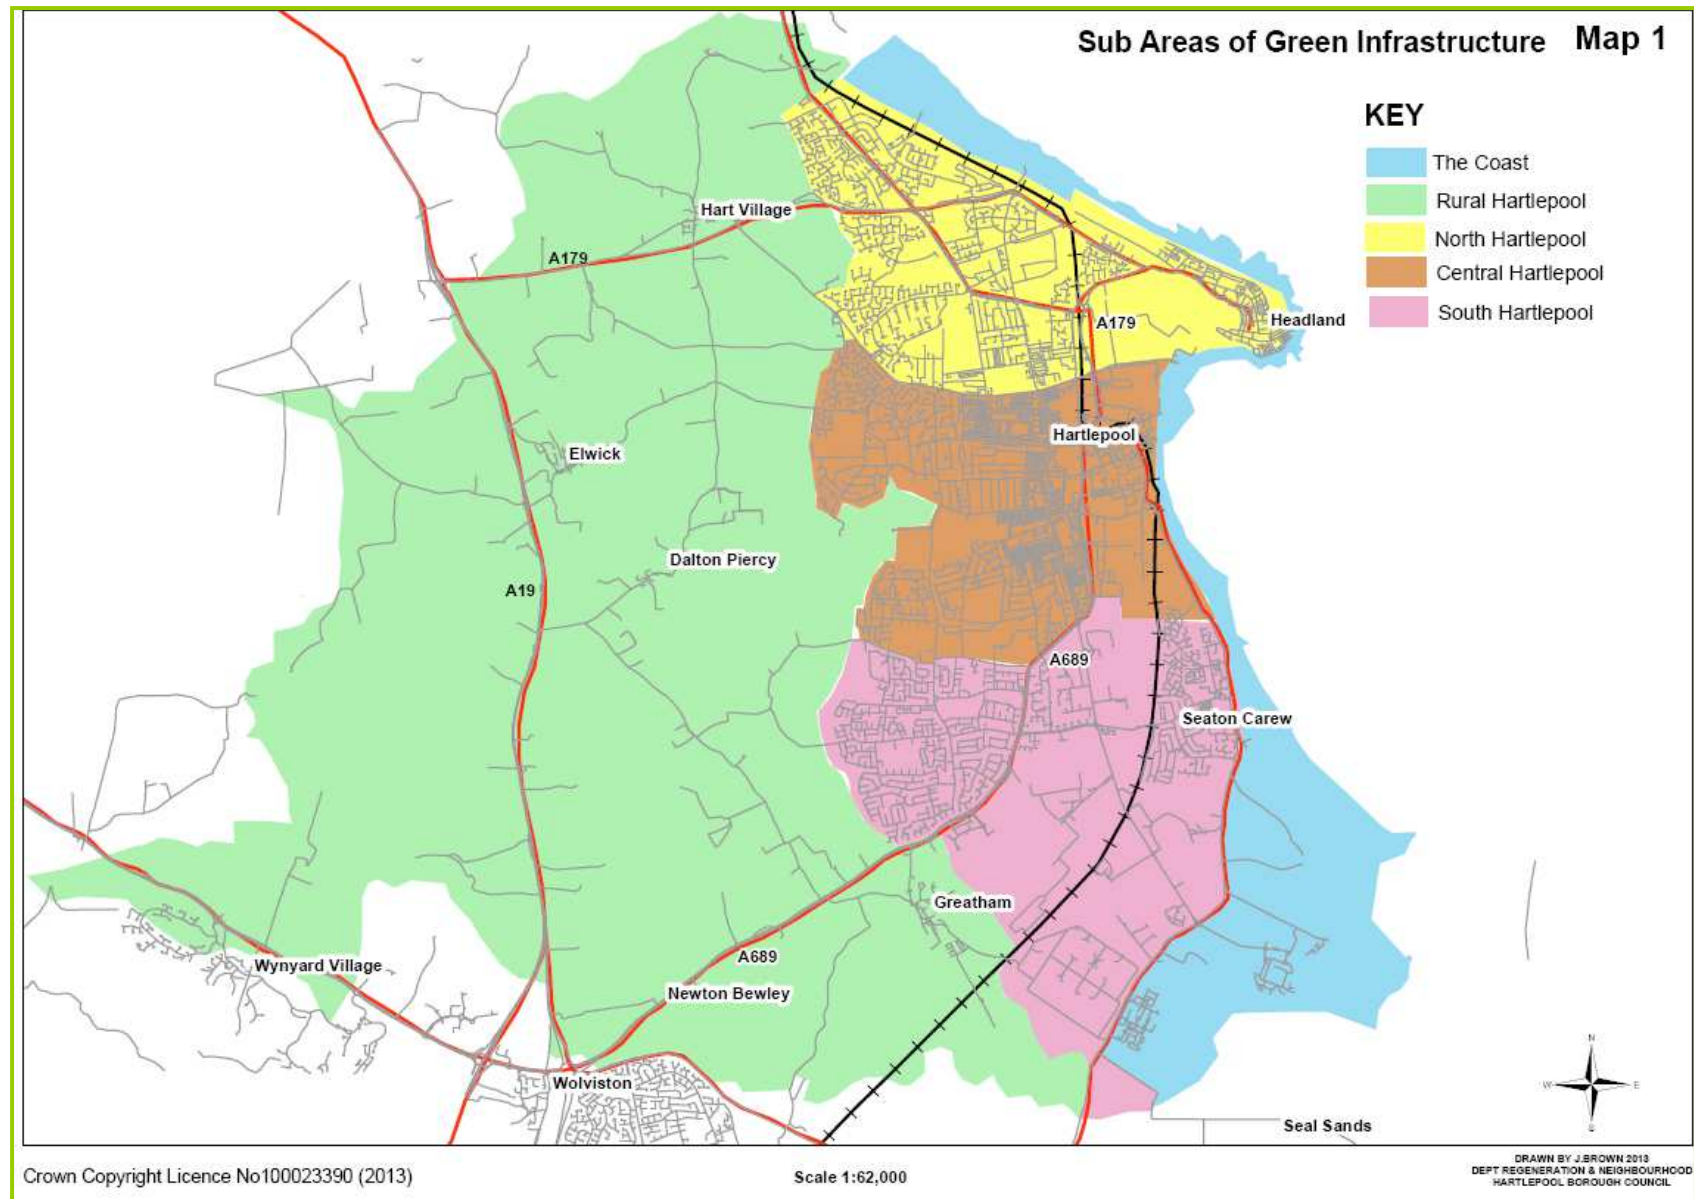 Sub Areas of Green Infrastructure Map 1
KEY
The Coast
Rural Hartlepool
North Hartlepool
Central Hartlepool
South Hartlepool
Hart Village
A179
A179
Headland
Hartlepool
Elwick
Dalton Piercy
A19
A689
Seaton Carew
Greatham
A689
Wynyard Village
Newton Bewley
Wolviston
Seal Sands
N
W
E
S
Crown Copyright Licence No100023390 (2013)
Scale 1:62,000
DRAWN BY J.BROWN 2013
DEPT REGENERATION & NEIGHBOURHOOD
HARTLEPOOL BOROUGH COUNCIL